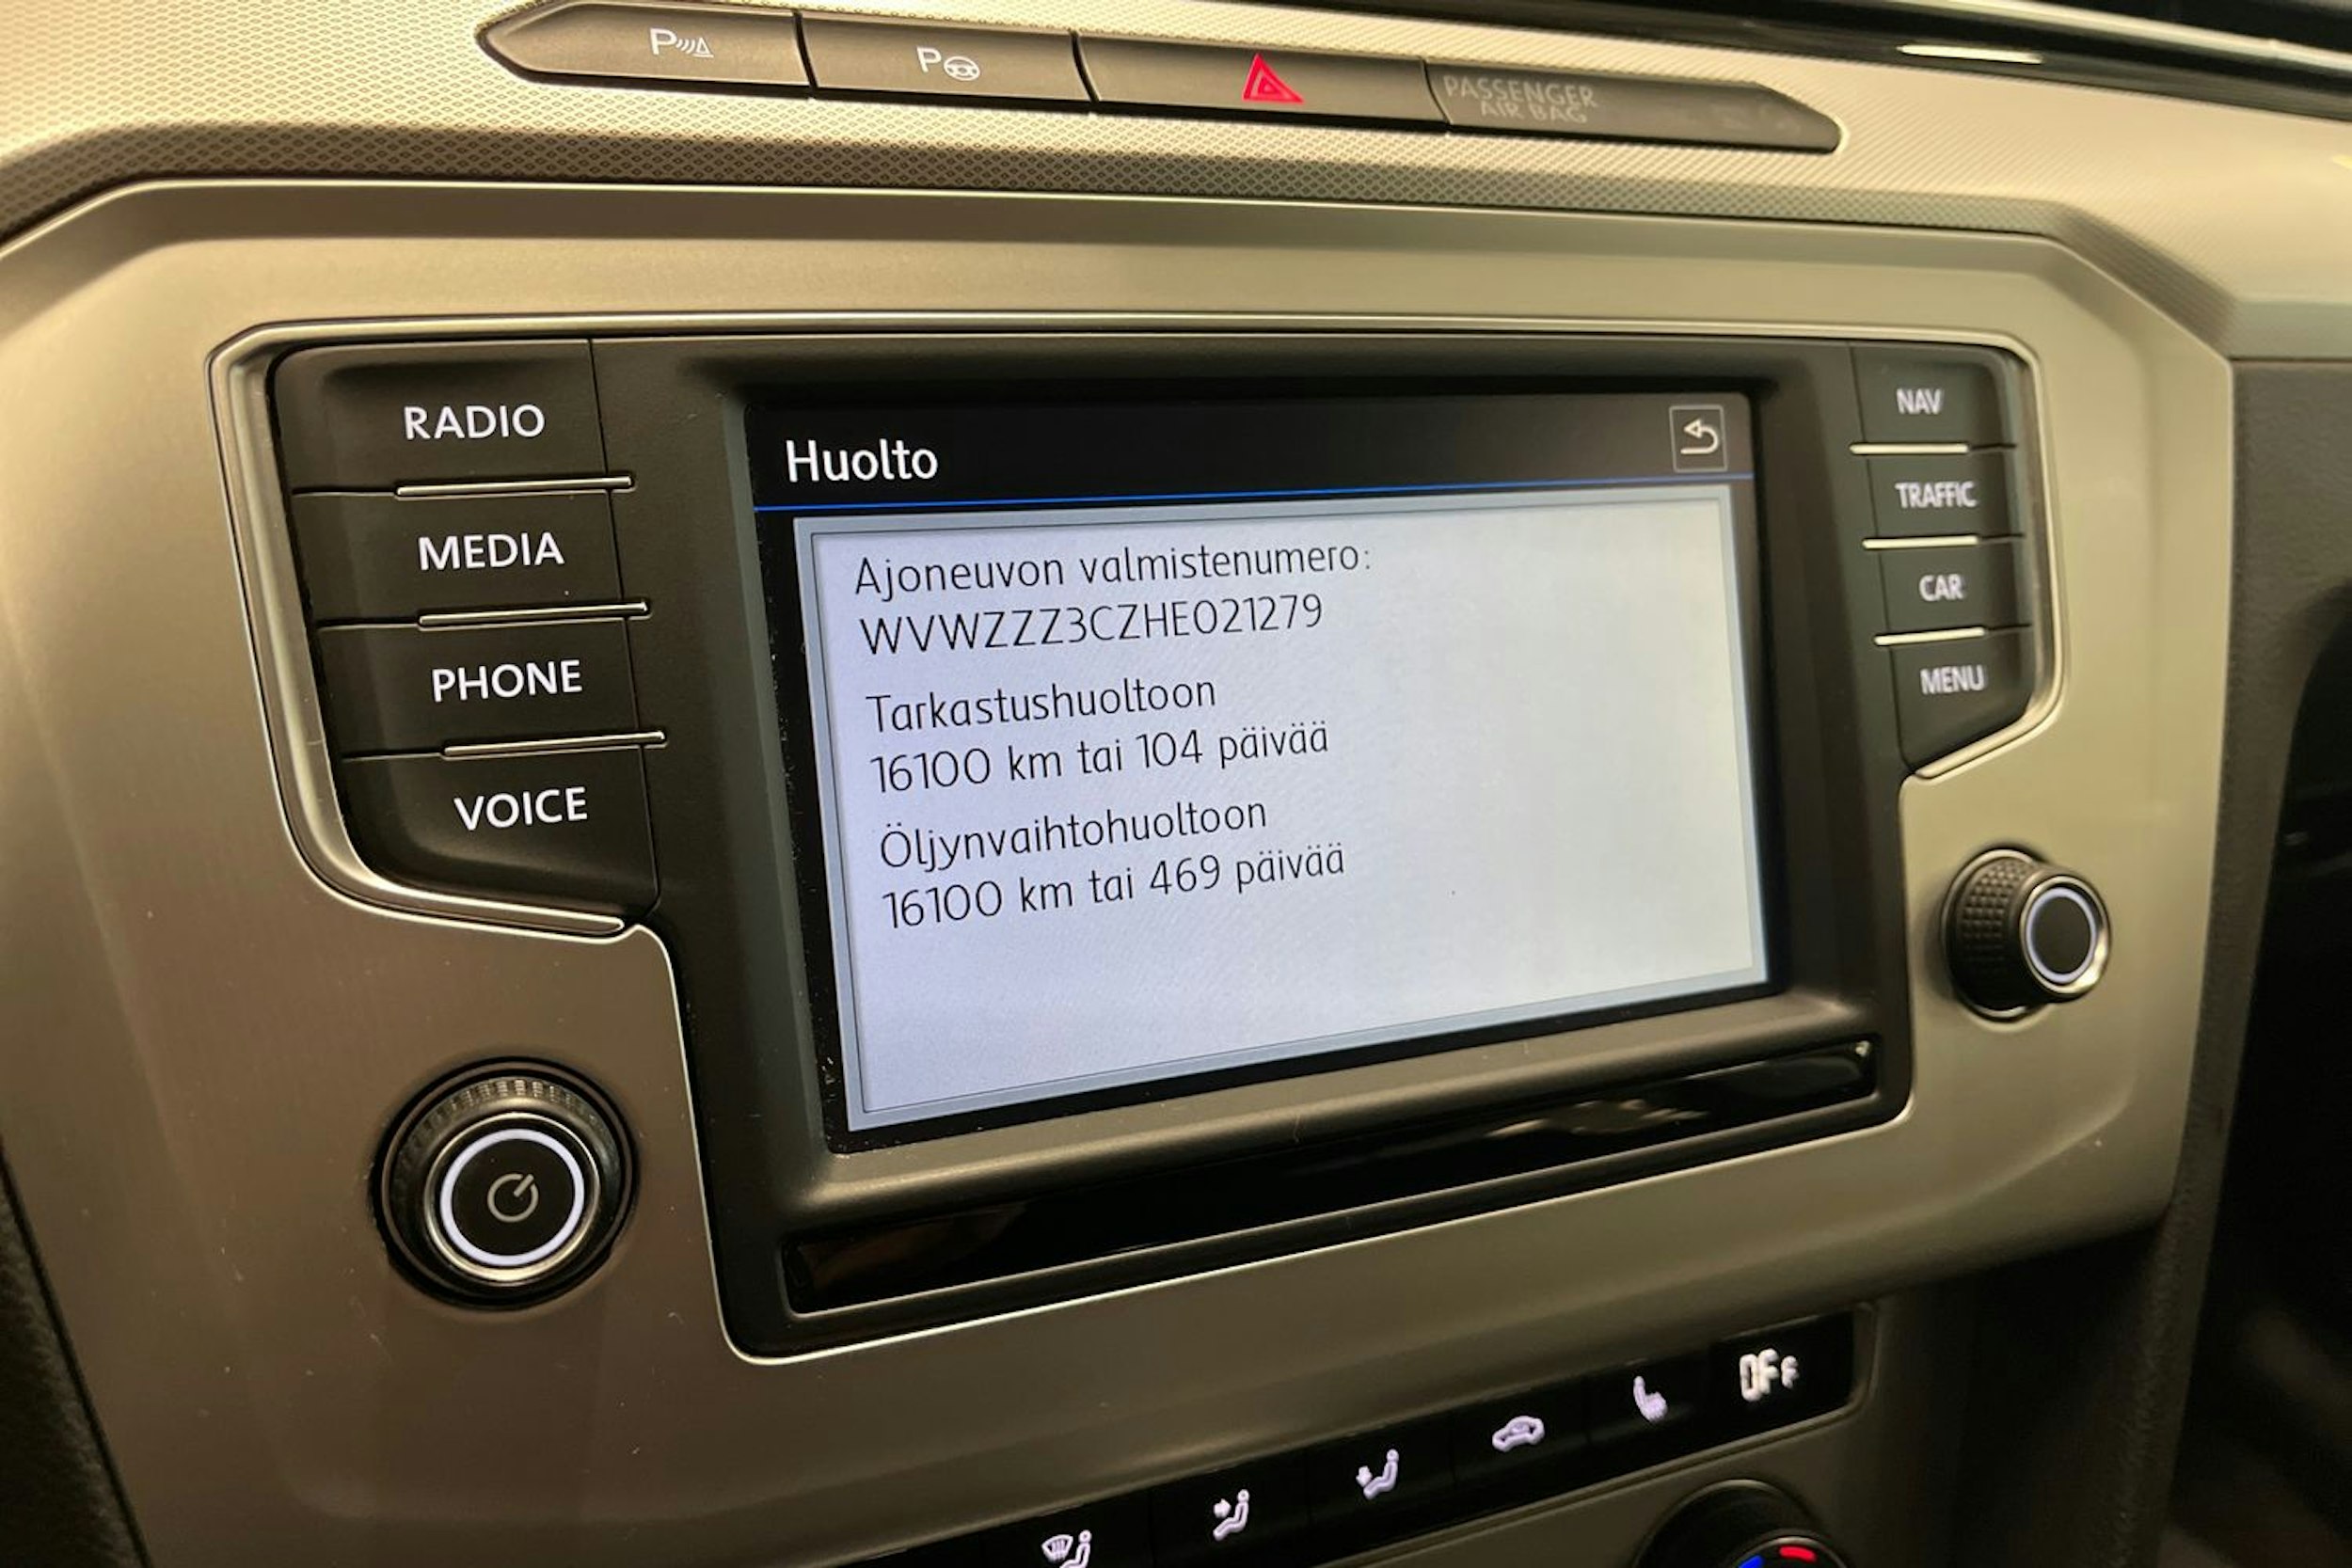 P
P
PASSENGER
AIR BAG
RADIO
MEDIA
PHONE
VOICE
Huolto
Ajoneuvon valmistenumero:
WVWZZZ3CZHE021279
Tarkastushuoltoon
16100 km tai 104 päivää
Öljynvaihtohuoltoon
16100 km tai 469 päivää
NAV
TRAFFIC
CAR
MENU
OFF